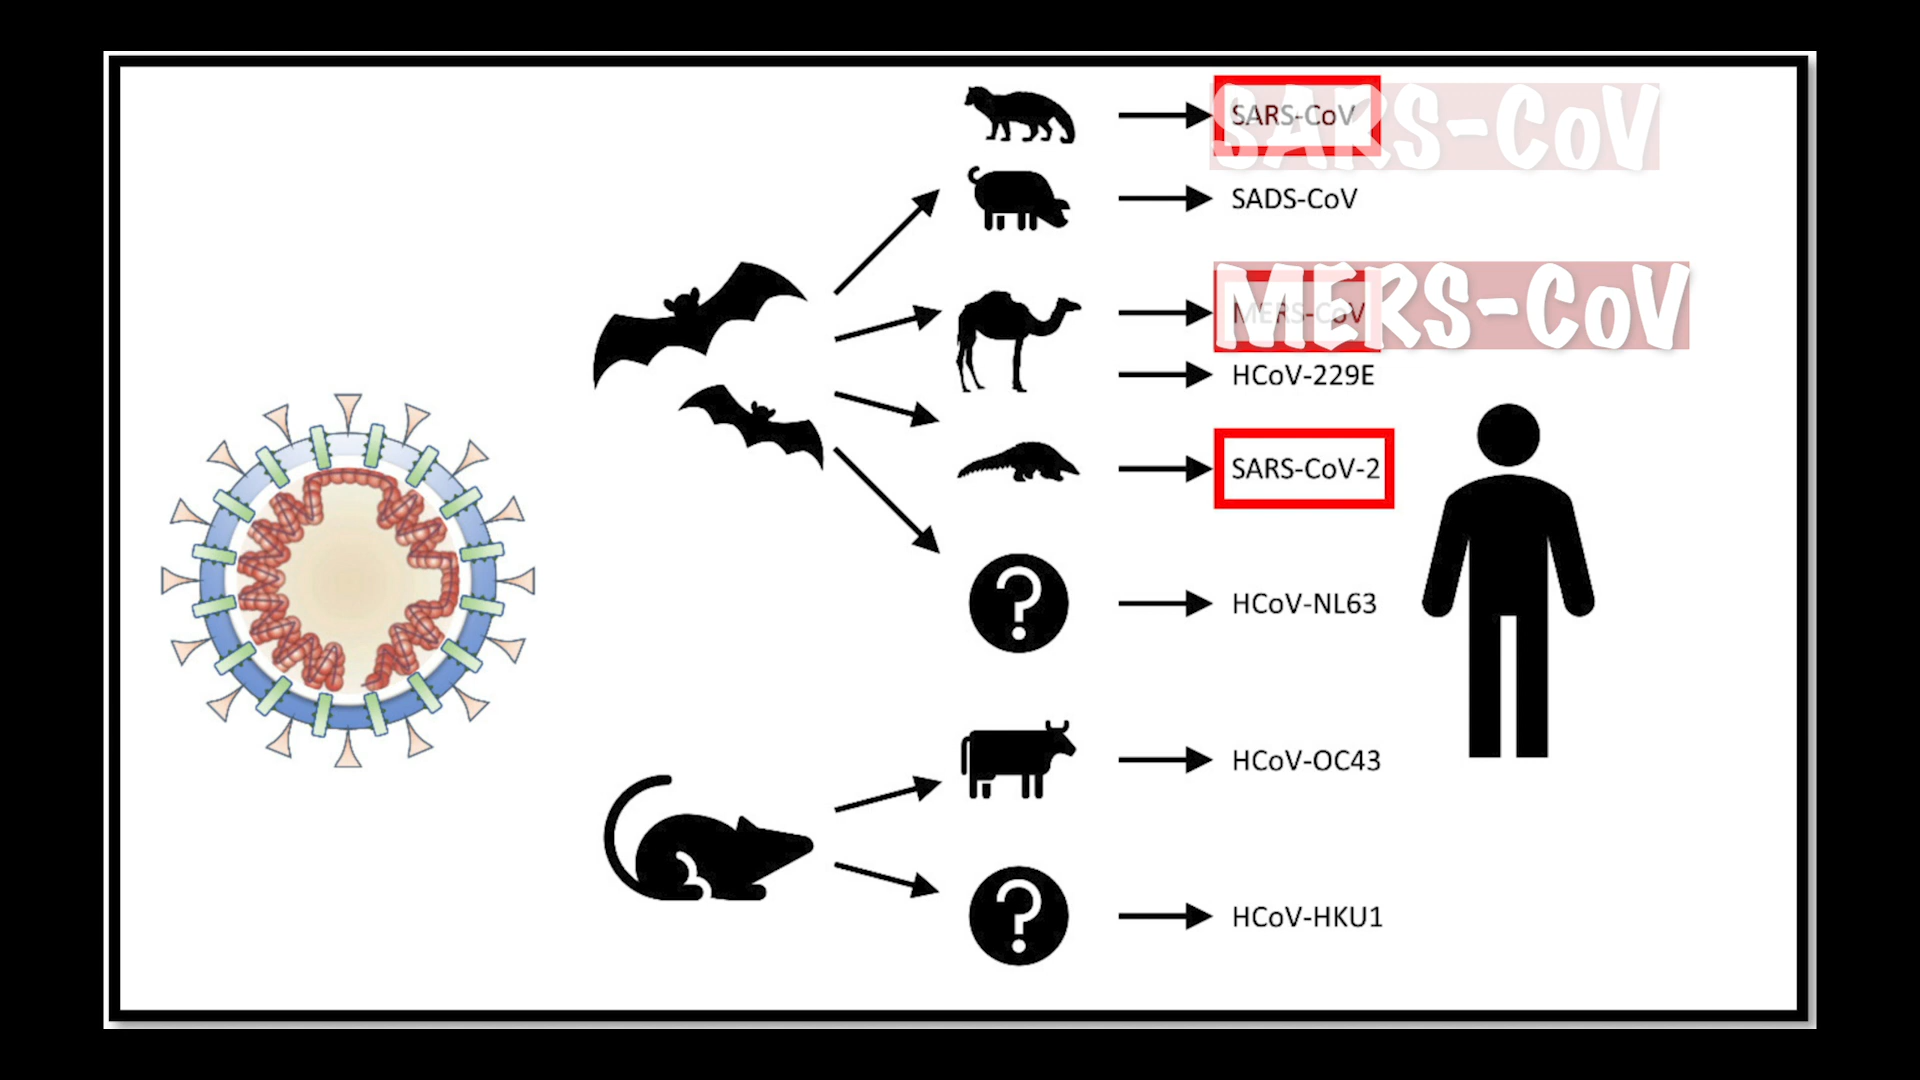 SARS-CoV
SARS-CoV
SADS-CoV
MERS-CoV
MERS-CoV
HCoV-229E
SARS-CoV-2
?
HCoV-NL63
HCoV-OC43
?
HCoV-HKU1